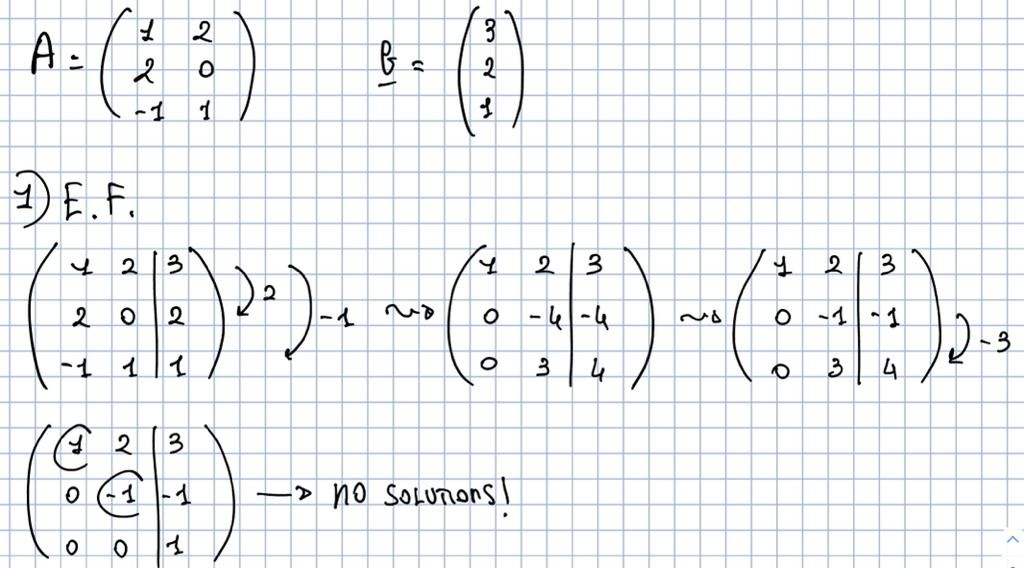 A = ( 1 2 ; 2 0 ; -1 1 ) b = ( 3 ; 2 ; 1 )
1) E.F.
( 1 2 | 3 ; 2 0 | 2 ; -1 1 | 1 ) 2 -1 ⇝ ( 1 2 | 3 ; 0 -4 | -4 ; 0 3 | 4 ) ⇝ ( 1 2 | 3 ; 0 -1 | -1 ; 0 3 | 4 ) -3
( 1 2 | 3 ; 0 -1 | -1 ; 0 0 | 1 ) → NO SOLUTIONS!